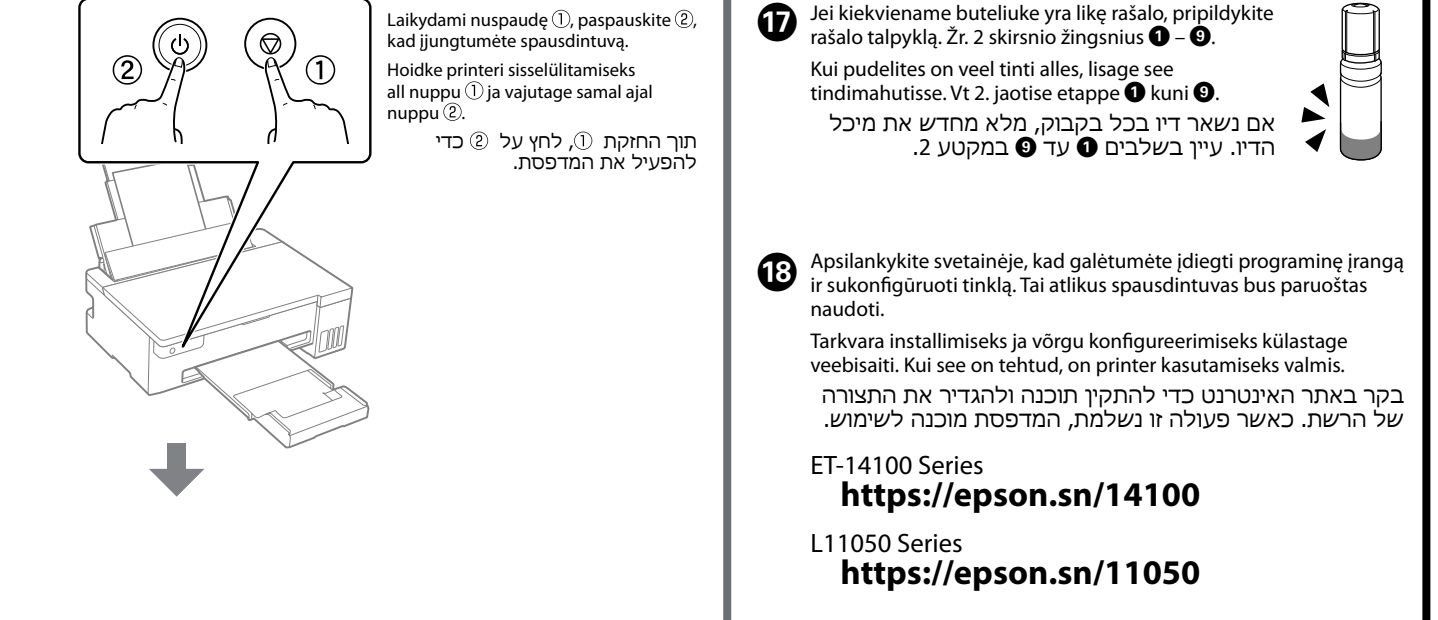 ②
①
Laikydami nuspaudę ①, paspauskite ②,
kad įjungtumėte spausdintuvą.
Hoidke printeri sisselülitamiseks
all nuppu ① ja vajutage samal ajal
nuppu ②.
תוך החזקת ①, לחץ על ② כדי
להפעיל את המדפסת.
⓱ Jei kiekviename buteliuke yra likę rašalo, pripildykite
rašalo talpyklą. Žr. 2 skirsnio žingsnius ❶ – ❾.
Kui pudelites on veel tinti alles, lisage see
tindimahutisse. Vt 2. jaotise etappe ❶ kuni ❾.
אם נשאר דיו בכל בקבוק, מלא מחדש את מיכל
הדיו. עיין בשלבים ❶ עד ❾ במקטע 2.
⓲ Apsilankykite svetainėje, kad galėtumėte įdiegti programinę įrangą
ir sukonfigūruoti tinklą. Tai atlikus spausdintuvas bus paruoštas
naudoti.
Tarkvara installimiseks ja võrgu konfigureerimiseks külastage
veebisaiti. Kui see on tehtud, on printer kasutamiseks valmis.
בקר באתר האינטרנט כדי להתקין תוכנה ולהגדיר את התצורה
של הרשת. כאשר פעולה זו נשלמת, המדפסת מוכנה לשימוש.
ET-14100 Series
https://epson.sn/14100
L11050 Series
https://epson.sn/11050